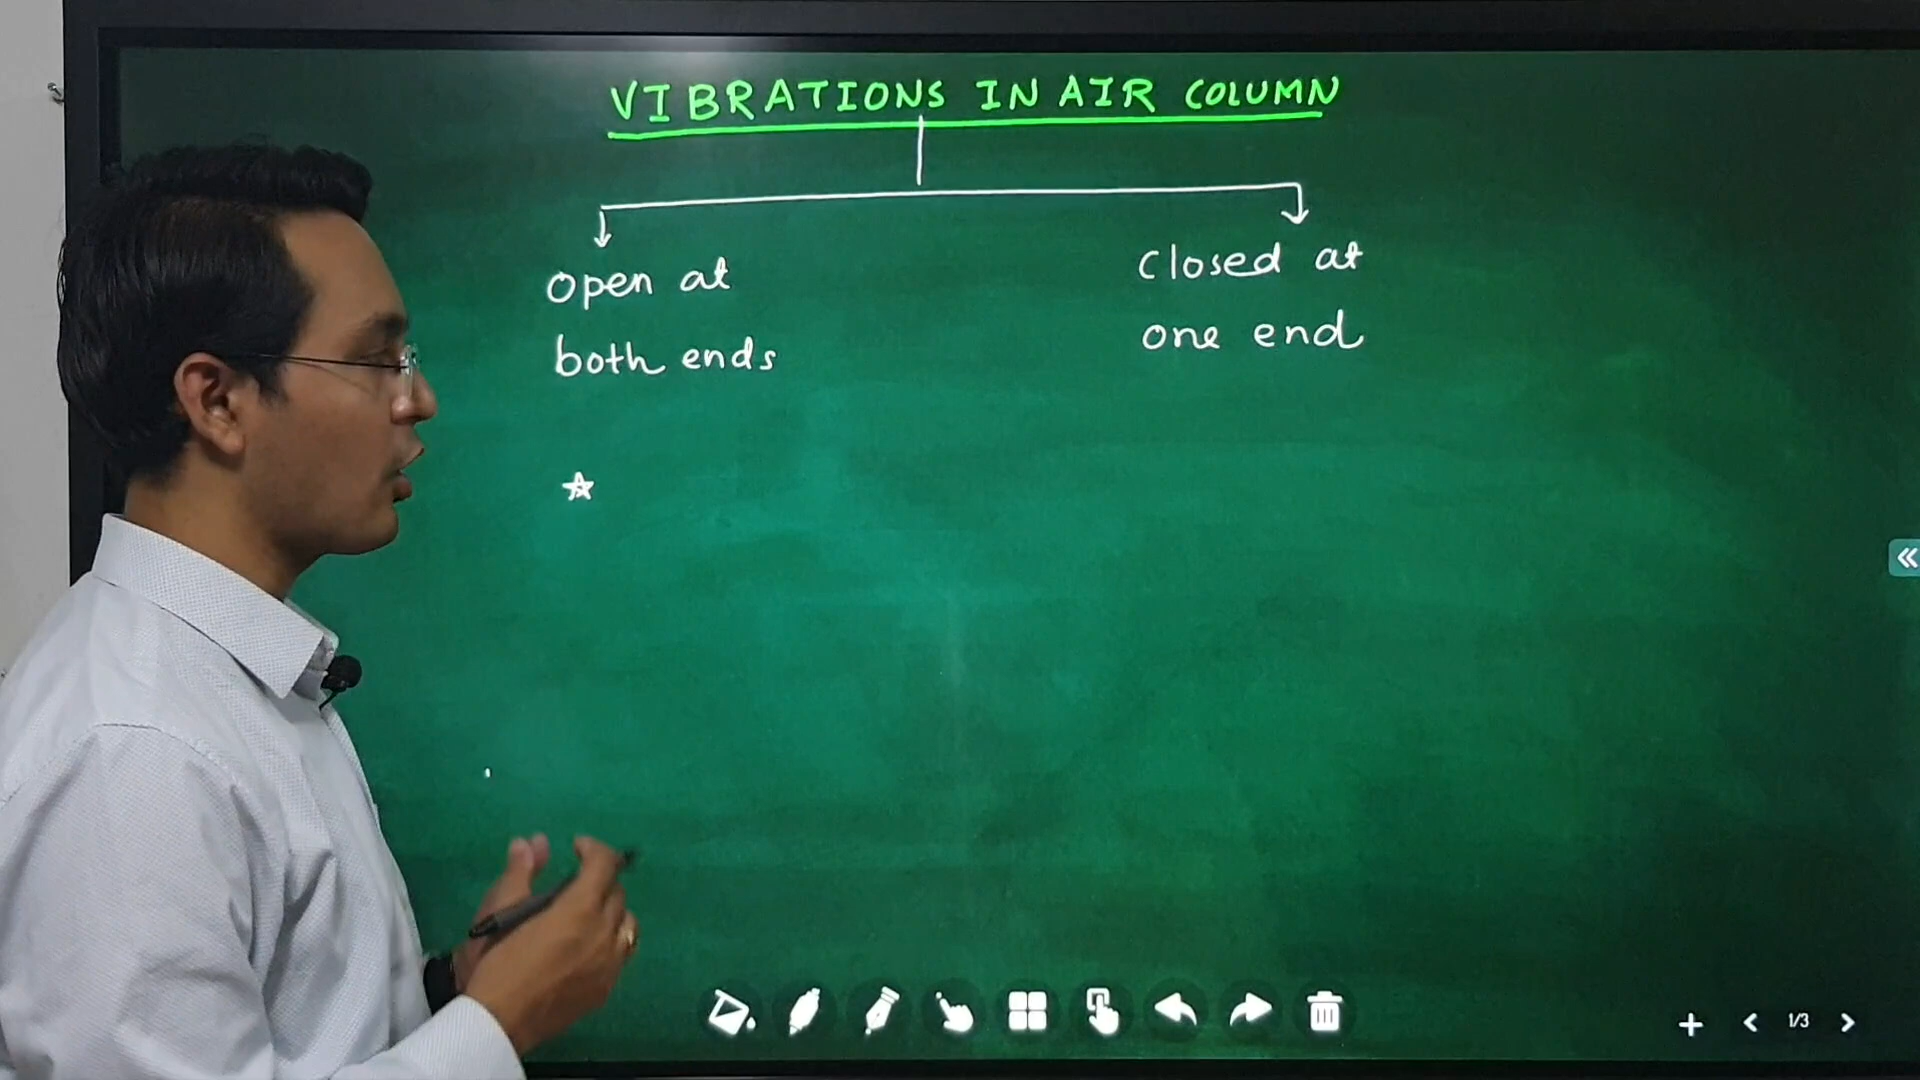 VIBRATIONS IN AIR COLUMN
open at
both ends
closed at
one end
1/3